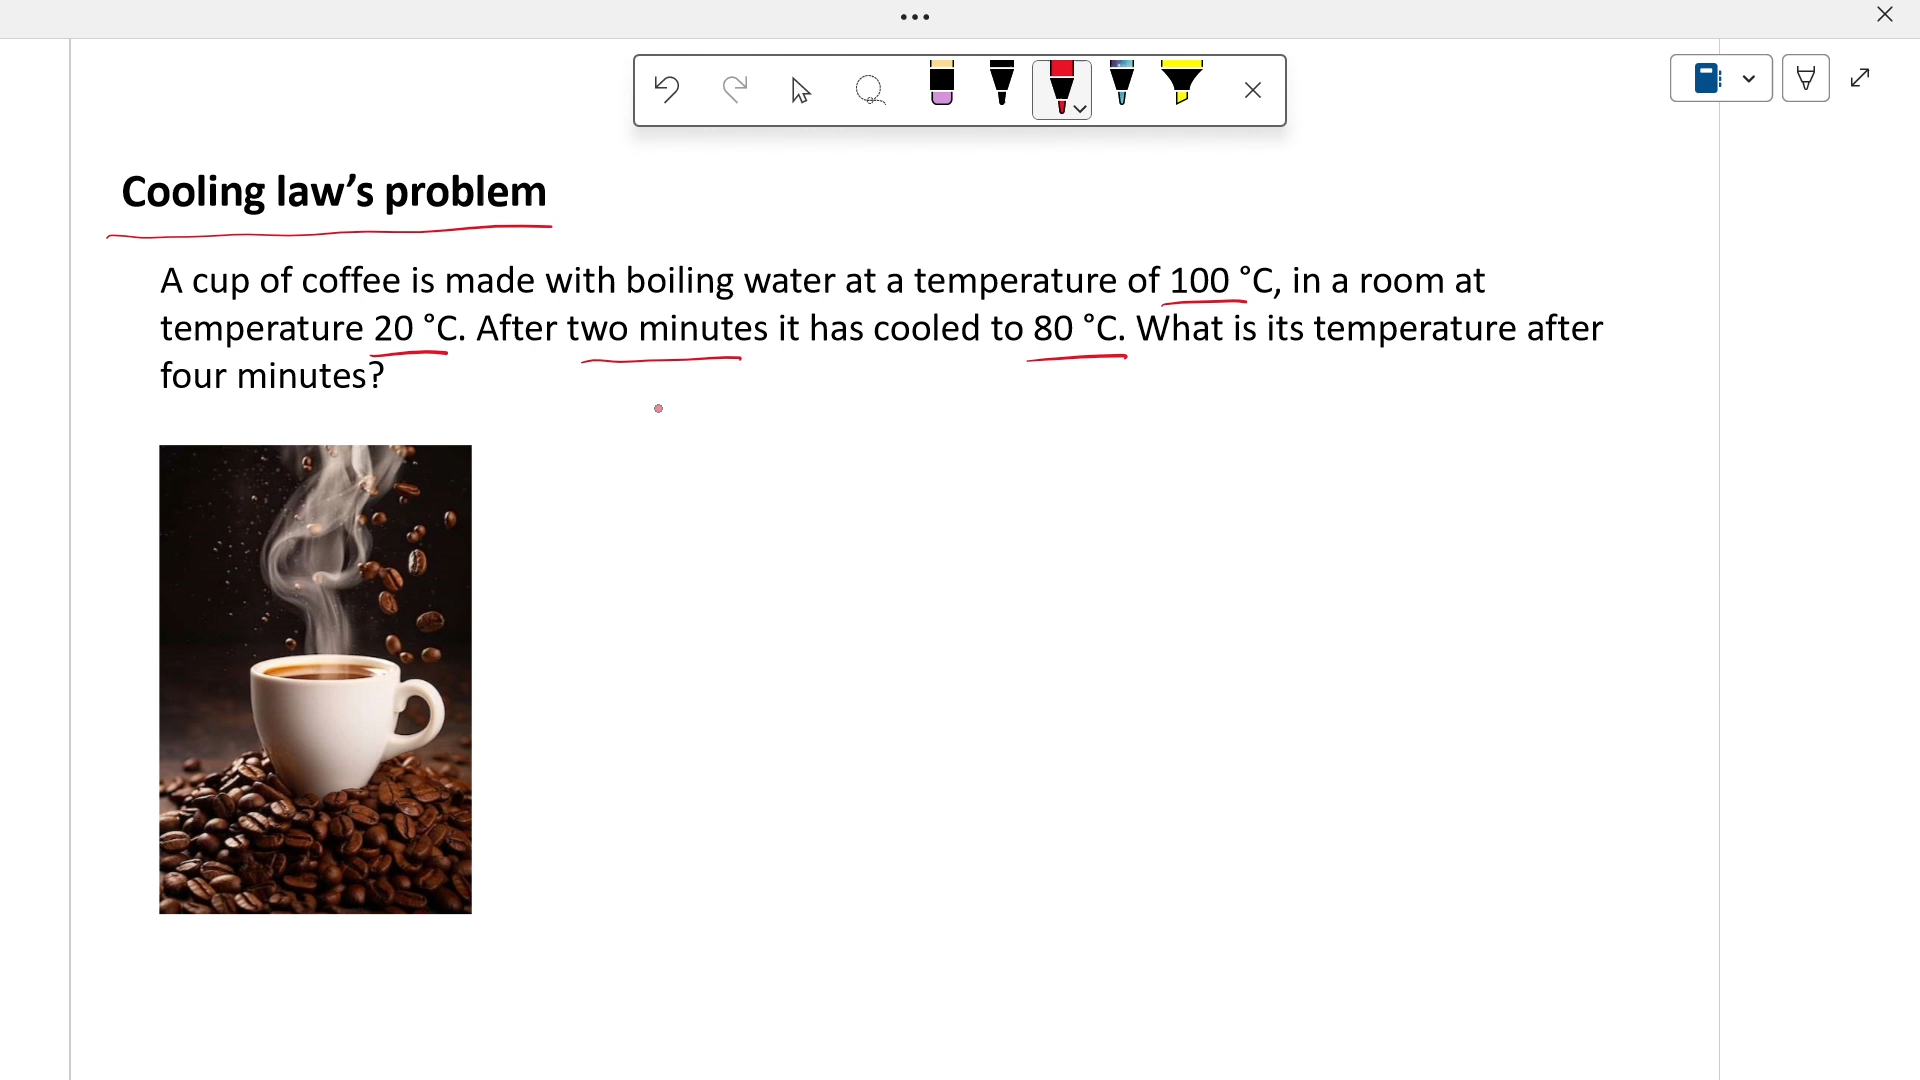 Cooling law’s problem
A cup of coffee is made with boiling water at a temperature of 100 °C, in a room at
temperature 20 °C. After two minutes it has cooled to 80 °C. What is its temperature after
four minutes?